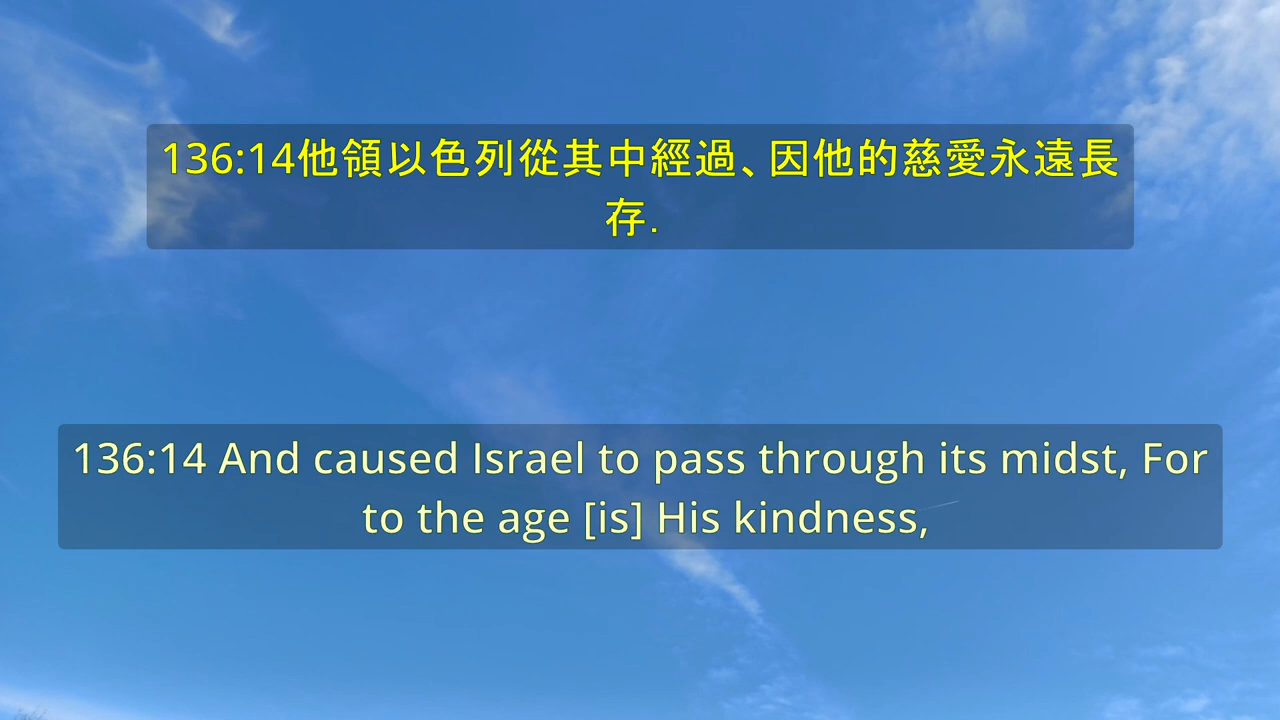 136:14他領以色列從其中經過、因他的慈愛永遠長
存.
136:14 And caused Israel to pass through its midst, For
to the age [is] His kindness,